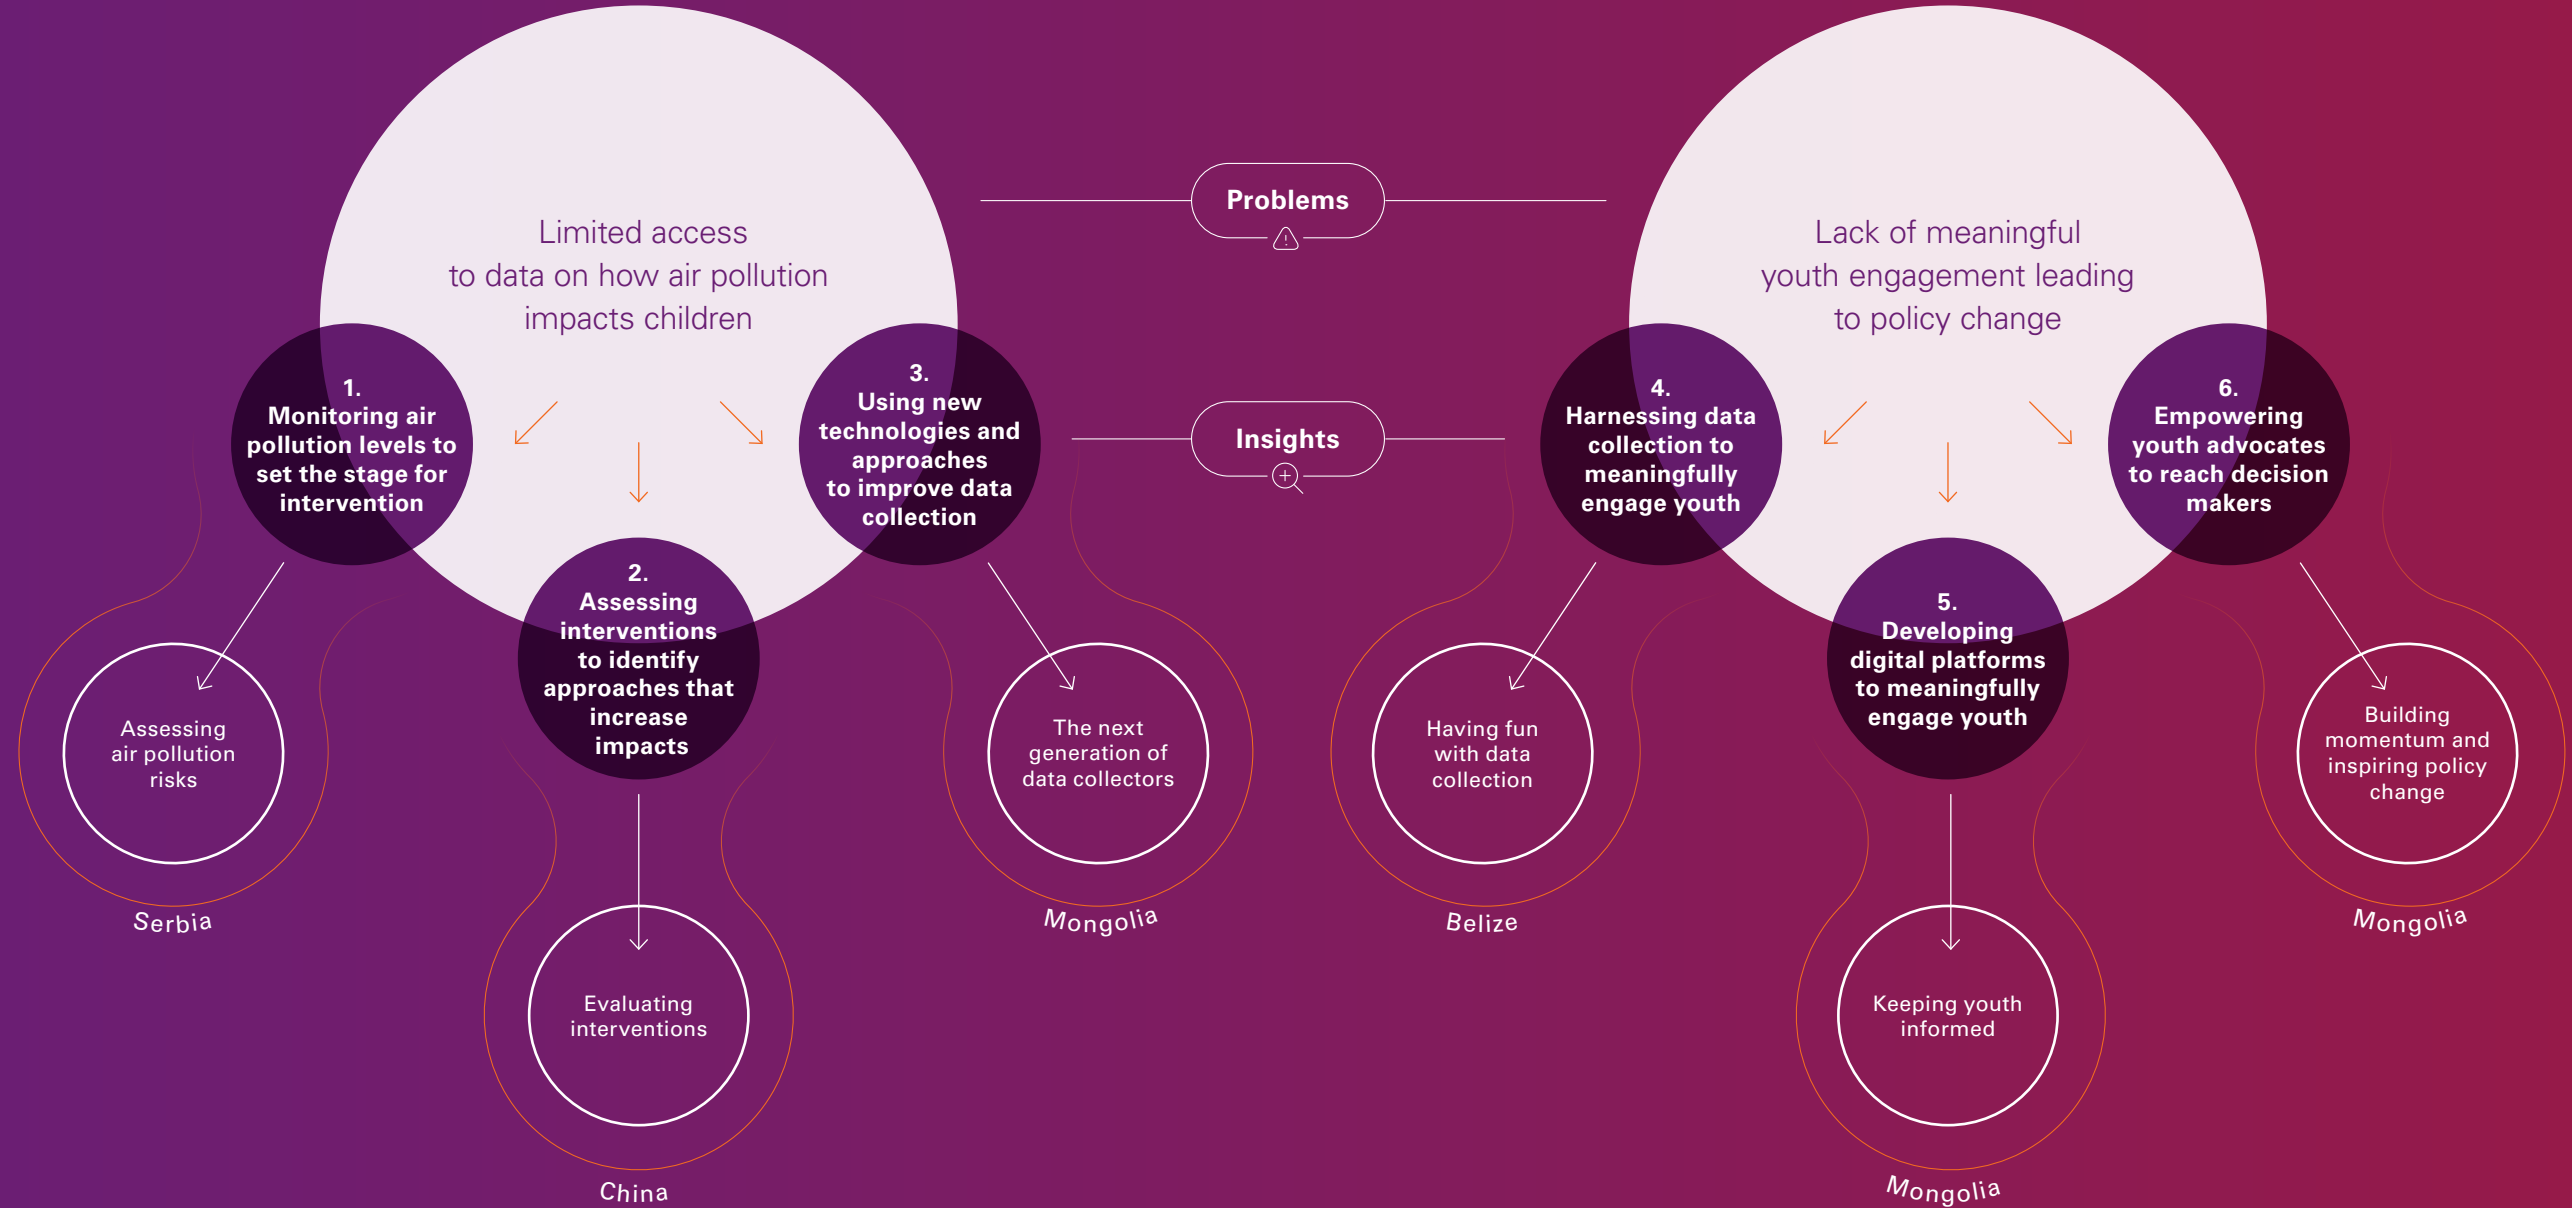 Problems
Insights
Limited access
to data on how air pollution
impacts children
1.
Monitoring air
pollution levels to
set the stage for
intervention
2.
Assessing
interventions
to identify
approaches that
increase
impacts
3.
Using new
technologies and
approaches
to improve data
collection
Assessing
air pollution
risks
Serbia
Evaluating
interventions
China
The next
generation of
data collectors
Mongolia
Lack of meaningful
youth engagement leading
to policy change
4.
Harnessing data
collection to
meaningfully
engage youth
5.
Developing
digital platforms
to meaningfully
engage youth
6.
Empowering
youth advocates
to reach decision
makers
Having fun
with data
collection
Belize
Keeping youth
informed
Mongolia
Building
momentum and
inspiring policy
change
Mongolia